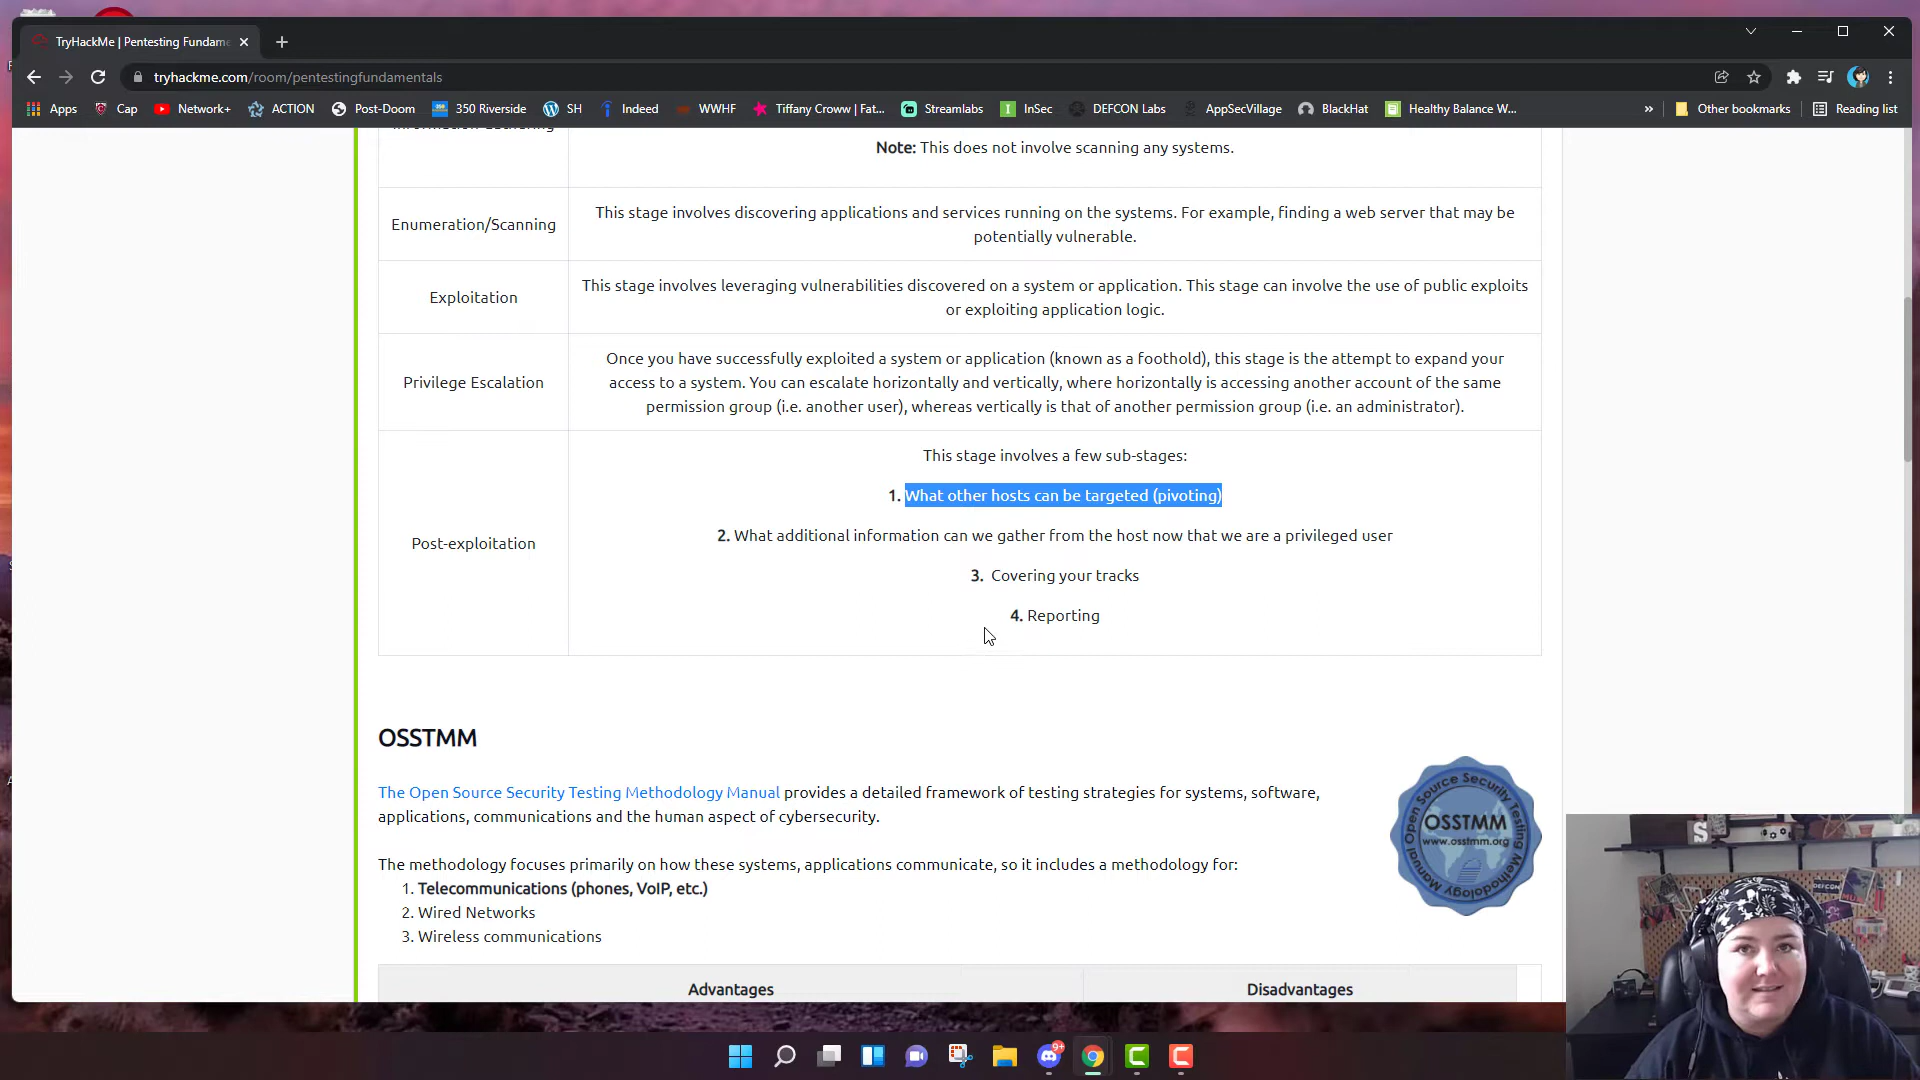 TryHackMe | Pentesting Fundam
tryhackme.com/room/pentestingfundamentals
Apps
Cap
Network+
ACTION
Post-Doom
350 Riverside
SH
Indeed
WWHF
Tiffany Croww | Fat...
Streamlabs
InSec
DEFCON Labs
AppSecVillage
BlackHat
Healthy Balance W...
»
Other bookmarks
Reading list
Note: This does not involve scanning any systems.
Enumeration/Scanning
This stage involves discovering applications and services running on the systems. For example, finding a web server that may be
potentially vulnerable.
Exploitation
This stage involves leveraging vulnerabilities discovered on a system or application. This stage can involve the use of public exploits
or exploiting application logic.
Privilege Escalation
Once you have successfully exploited a system or application (known as a foothold), this stage is the attempt to expand your
access to a system. You can escalate horizontally and vertically, where horizontally is accessing another account of the same
permission group (i.e. another user), whereas vertically is that of another permission group (i.e. an administrator).
Post-exploitation
This stage involves a few sub-stages:
1. What other hosts can be targeted (pivoting)
2. What additional information can we gather from the host now that we are a privileged user
3. Covering your tracks
4. Reporting
OSSTMM
The Open Source Security Testing Methodology Manual provides a detailed framework of testing strategies for systems, software,
applications, communications and the human aspect of cybersecurity.
The methodology focuses primarily on how these systems, applications communicate, so it includes a methodology for:
1. Telecommunications (phones, VoIP, etc.)
2. Wired Networks
3. Wireless communications
Open Source Security Testing Methodology Manual
OSSTMM
www.osstmm.org
Advantages
Disadvantages
S
DEFCON
9+